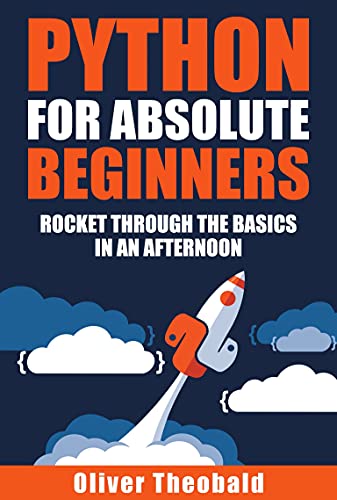 PYTHON
FOR ABSOLUTE
BEGINNERS
ROCKET THROUGH THE BASICS
IN AN AFTERNOON
{ }
{ }
{ }
Oliver Theobald